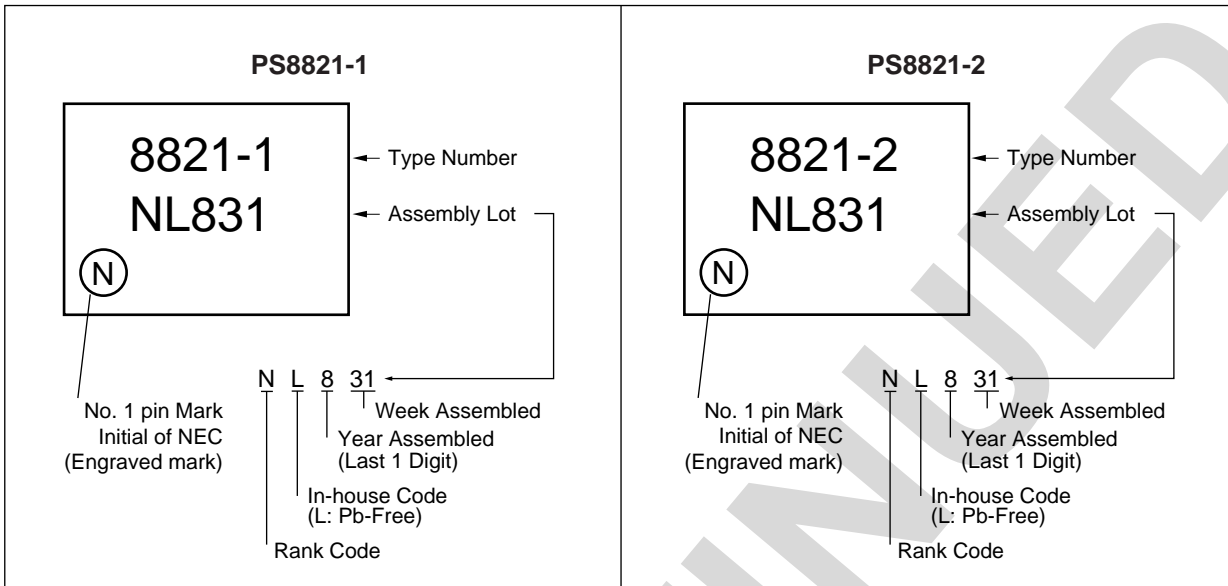 PS8821-1
8821-1
Type Number
NL831
Assembly Lot
N
N L 8 31
No. 1 pin Mark
Initial of NEC
(Engraved mark)
Week Assembled
Year Assembled
(Last 1 Digit)
In-house Code
(L: Pb-Free)
Rank Code
PS8821-2
8821-2
Type Number
NL831
Assembly Lot
N
N L 8 31
No. 1 pin Mark
Initial of NEC
(Engraved mark)
Week Assembled
Year Assembled
(Last 1 Digit)
In-house Code
(L: Pb-Free)
Rank Code
NUED